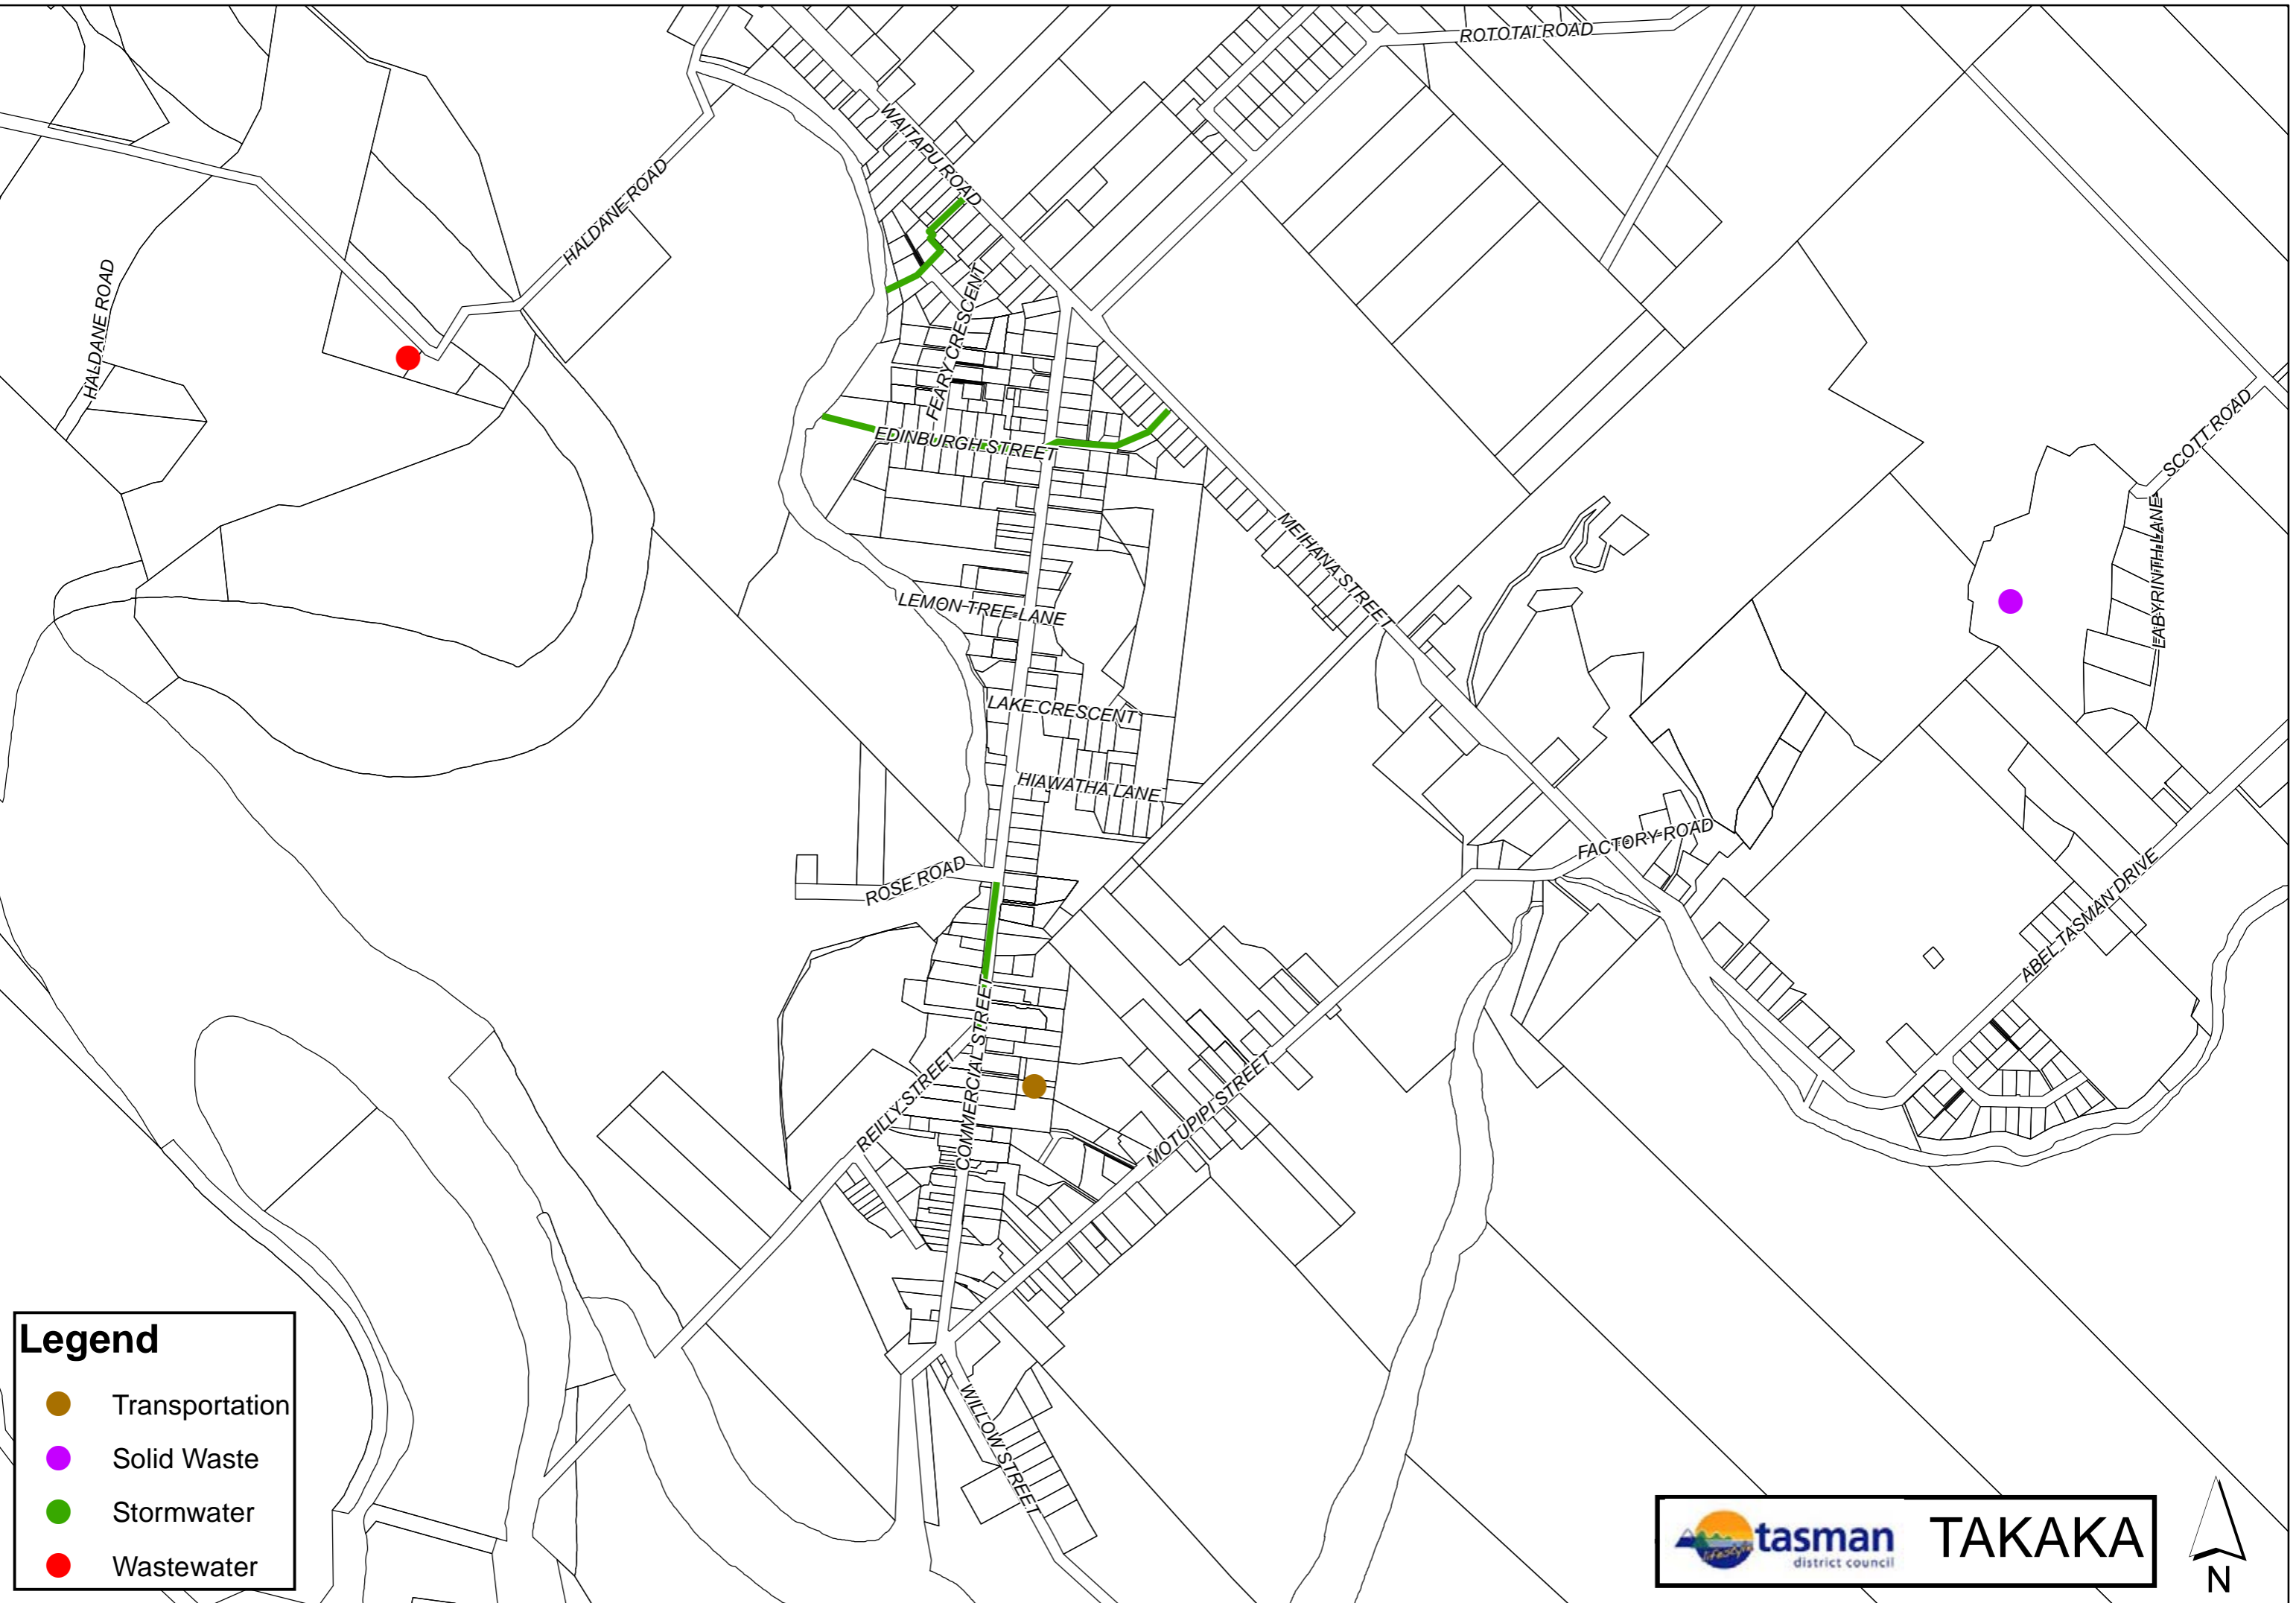 ROTOTAI ROAD
WAITAPU ROAD
HALDANE ROAD
HALDANE ROAD
FEARY CRESCENT
EDINBURGH STREET
SCOTT ROAD
LABYRINTH LANE
MEIHANA STREET
LEMON TREE LANE
LAKE CRESCENT
HIAWATHA LANE
FACTORY ROAD
ROSE ROAD
ABEL TASMAN DRIVE
COMMERCIAL STREET
REILLY STREET
MOTUPIPI STREET
WILLOW STREET
Legend
Transportation
Solid Waste
Stormwater
Wastewater
lifestyle
tasman
district council
TAKAKA
N